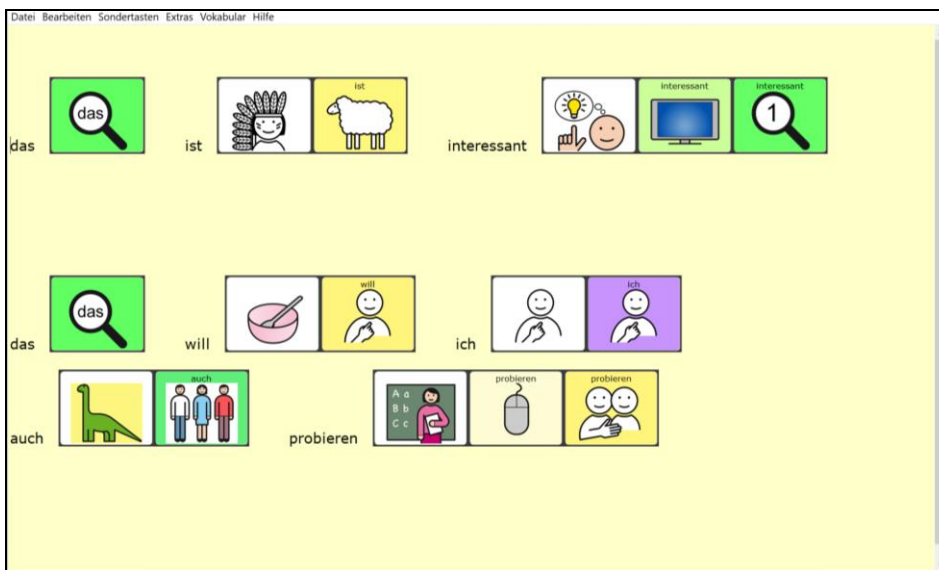 Datei Bearbeiten Sondertasten Extras Vokabular Hilfe
ist interessant interessant
das das ist interessant 1
will ich
das das will ich
auch probieren probieren
auch probieren A a B b C c